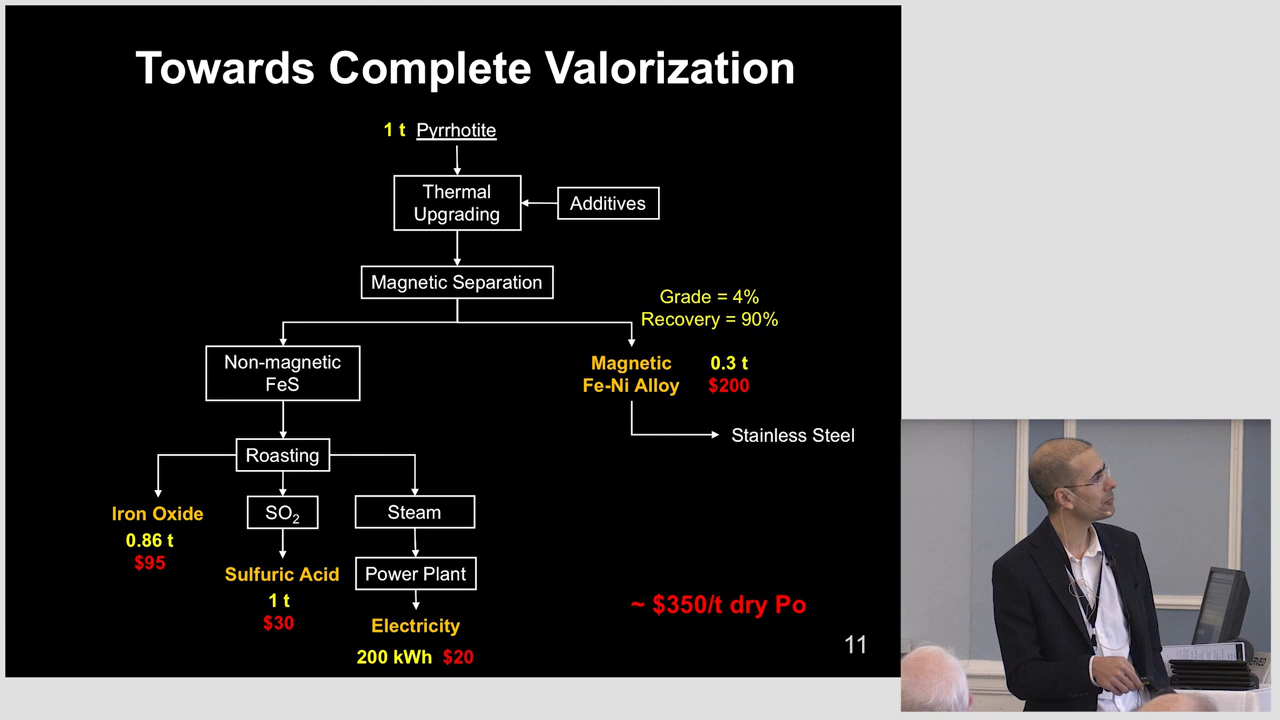 Towards Complete Valorization
1 t Pyrrhotite
Thermal
Upgrading
Additives
Magnetic Separation
Grade = 4%
Recovery = 90%
Non-magnetic
FeS
Magnetic 0.3 t
Fe-Ni Alloy $200
Stainless Steel
Roasting
Iron Oxide
0.86 t
$95
SO₂
Steam
Sulfuric Acid
1 t
$30
Power Plant
Electricity
200 kWh $20
~ $350/t dry Po
11